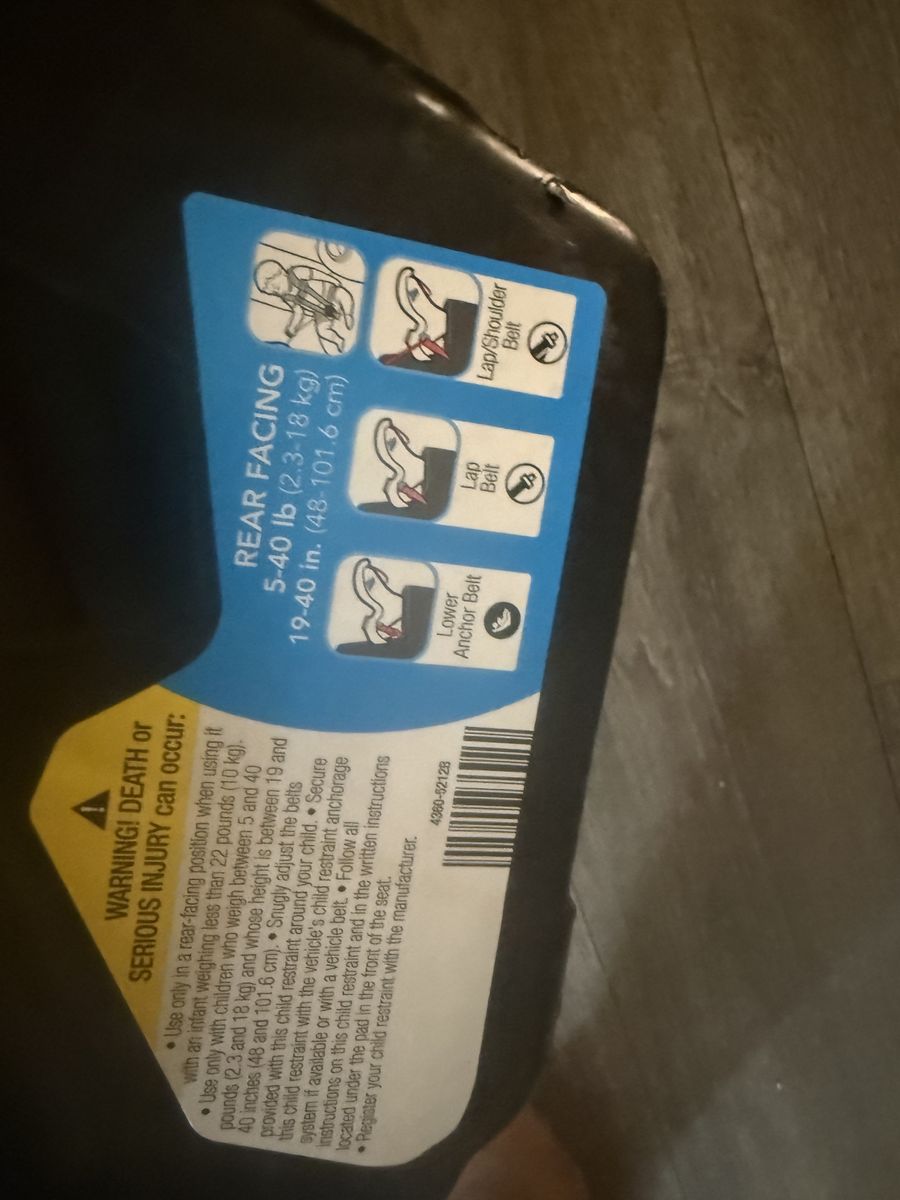 WARNING! DEATH or
SERIOUS INJURY can occur:
• Use only in a rear-facing position when using it
with an infant weighing less than 22 pounds (10 kg).
• Use only with children who weigh between 5 and 40
pounds (2.3 and 18 kg) and whose height is between 19 and
40 inches (48 and 101.6 cm). • Snugly adjust the belts
provided with this child restraint around your child. • Secure
this child restraint with the vehicle's child restraint anchorage
system if available or with a vehicle belt. • Follow all
instructions on this child restraint and in the written instructions
located under the pad in the front of the seat.
• Register your child restraint with the manufacturer.
4360-5212B
REAR FACING
5-40 lb (2.3-18 kg)
19-40 in. (48-101.6 cm)
Lower
Anchor Belt
Lap
Belt
Lap/Shoulder
Belt